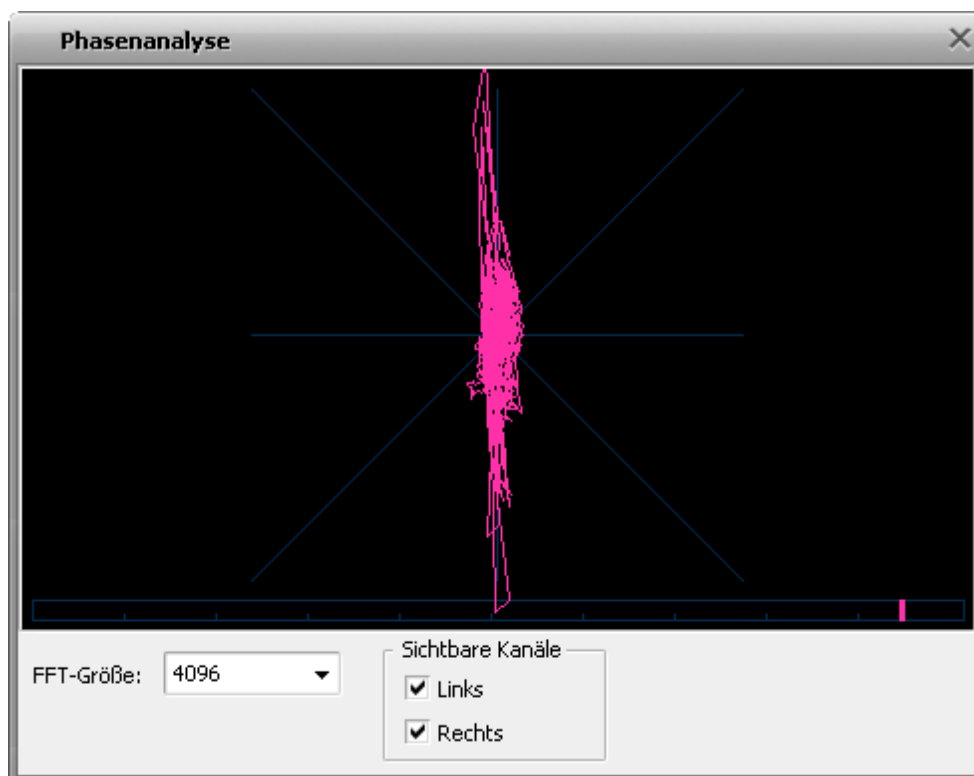 Phasenanalyse
FFT-Größe:
4096
Sichtbare Kanäle
Links
Rechts